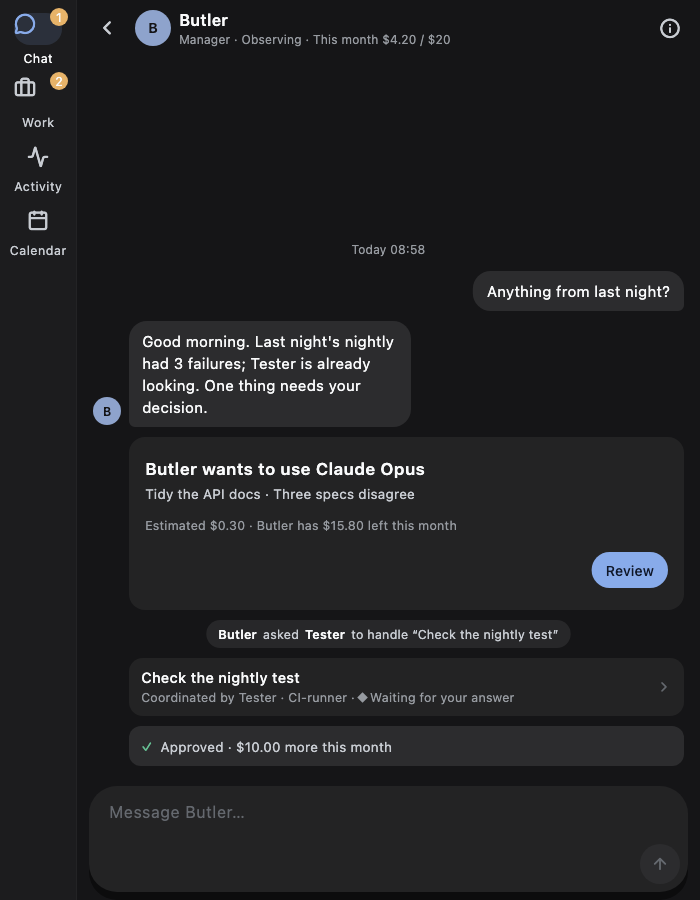 1
Chat
2
Work
Activity
Calendar
B
Butler
Manager · Observing · This month $4.20 / $20
Today 08:58
Anything from last night?
Good morning. Last night's nightly
had 3 failures; Tester is already
looking. One thing needs your
decision.
B
Butler wants to use Claude Opus
Tidy the API docs · Three specs disagree
Estimated $0.30 · Butler has $15.80 left this month
Review
Butler asked Tester to handle “Check the nightly test”
Check the nightly test
Coordinated by Tester · CI-runner · ◆ Waiting for your answer
✓ Approved · $10.00 more this month
Message Butler...